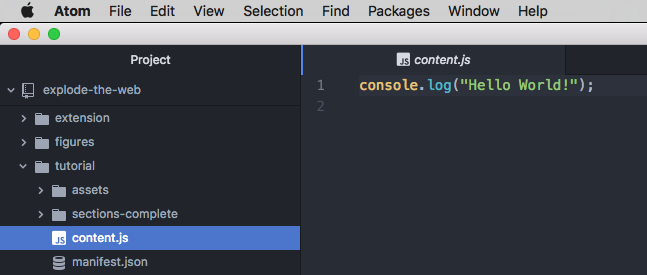 Atom File Edit View Selection Find Packages Window Help
Project
content.js
explode-the-web
extension
figures
tutorial
assets
sections-complete
content.js
manifest.json
1 console.log("Hello World!");
2